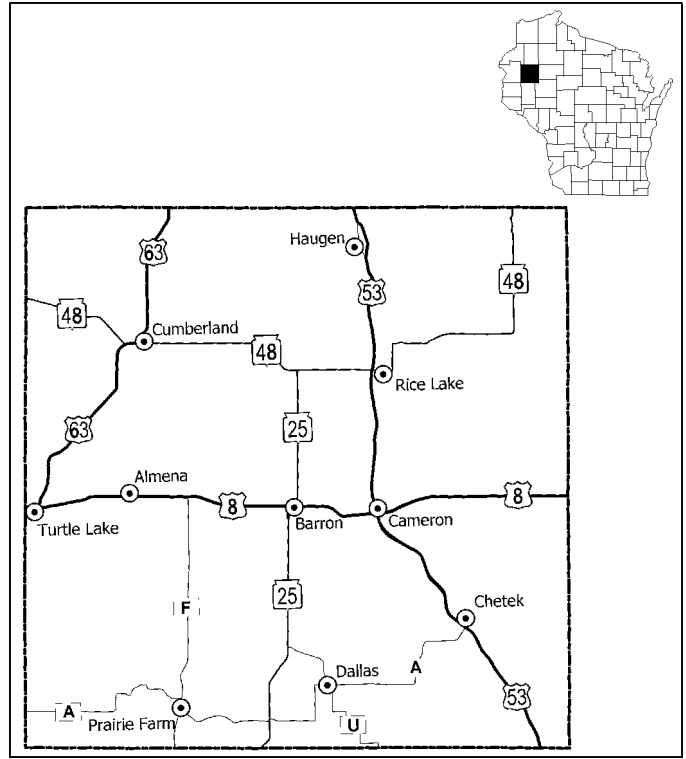 Haugen
63
48
53
48
Cumberland
48
Rice Lake
25
63
Almena
8
8
Turtle Lake
Barron
Cameron
25
F
Chetek
Dallas
A
53
A
Prairie Farm
U